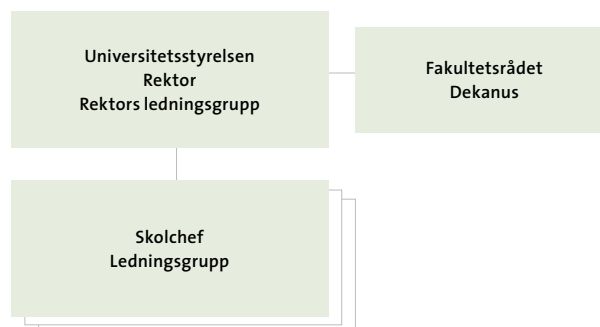 Universitetsstyrelsen
Rektor
Rektors ledningsgrupp
Fakultetsrådet
Dekanus
Skolchef
Ledningsgrupp